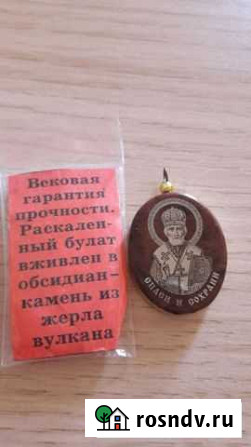 Вековая
гарантия
прочности.
Раскален-
ный булат
вживлен в
обсидиан-
камень из
жерла
вулкана
СПАСИ И СОХРАНИ
rosndv.ru